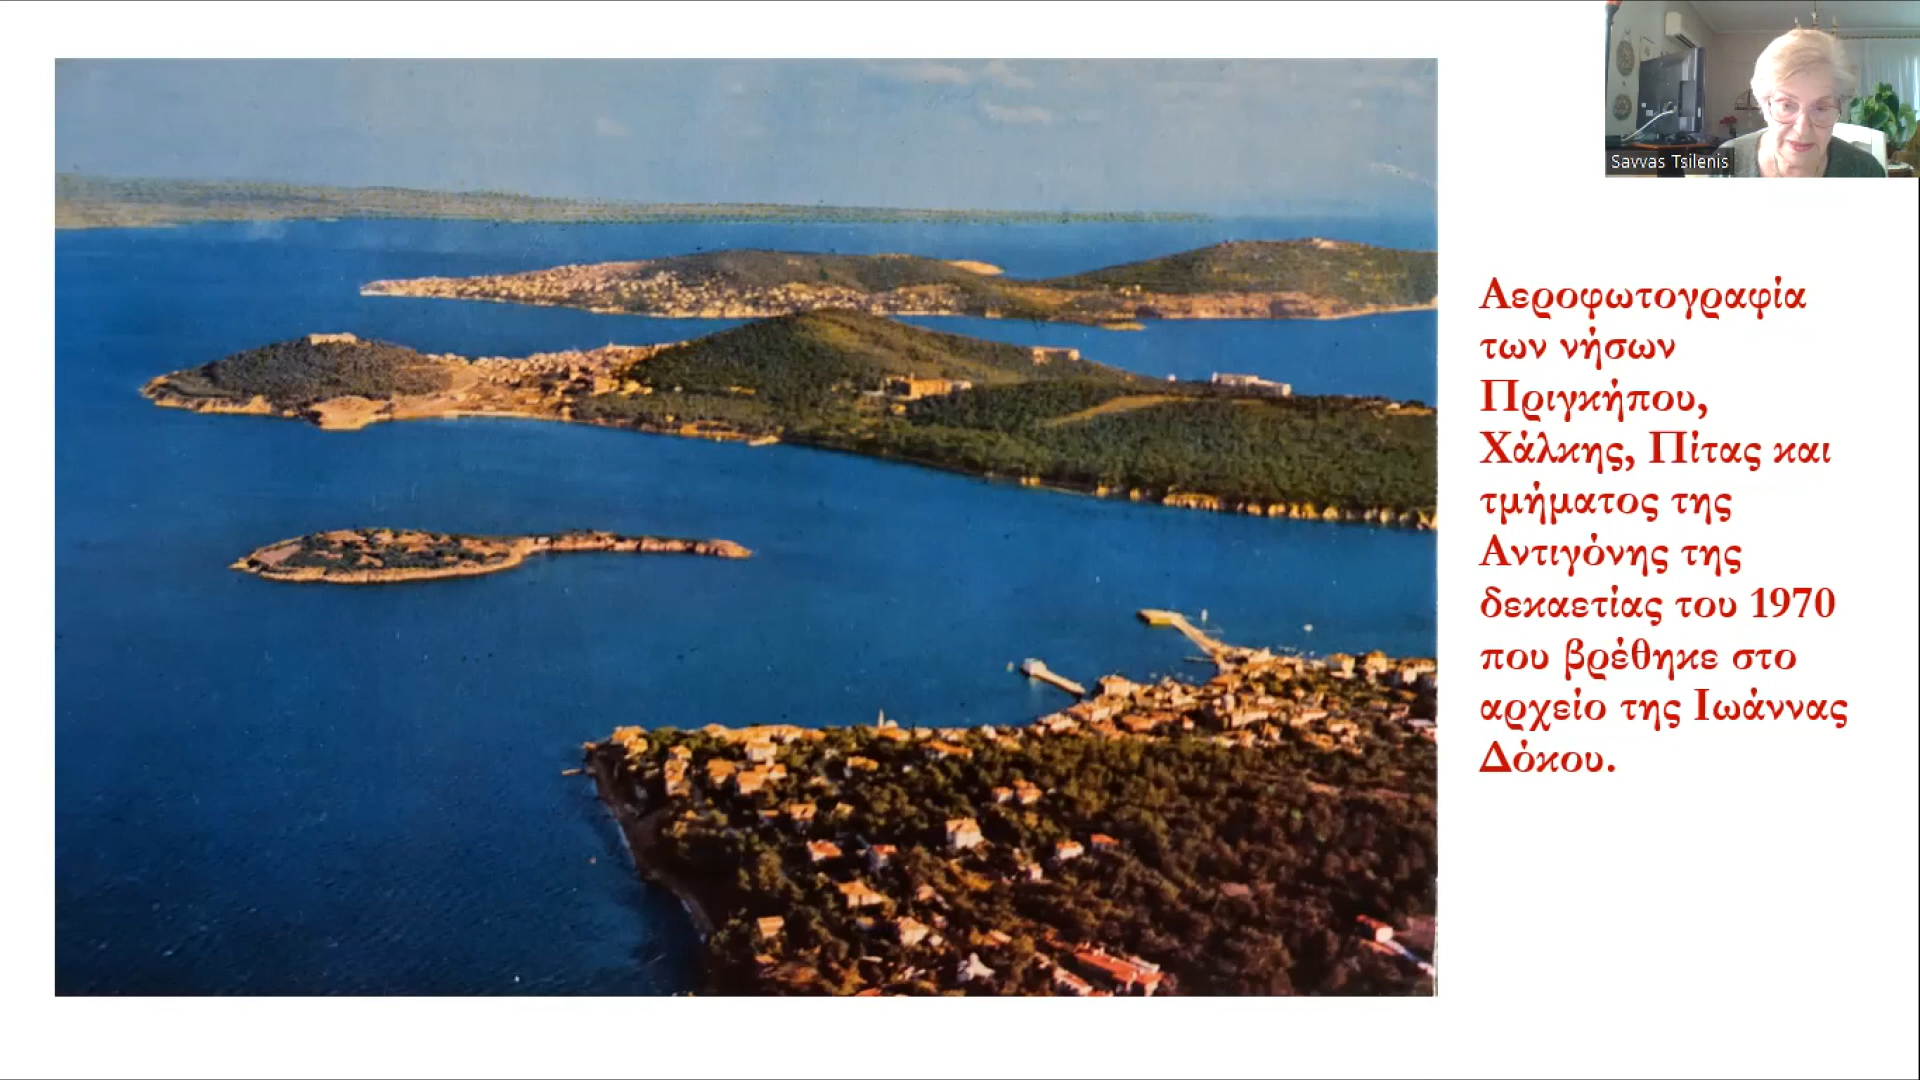 Savvas Tsilenis
Αεροφωτογραφία
των νήσων
Πριγκήπου,
Χάλκης, Πίτας και
τμήματος της
Αντιγόνης της
δεκαετίας του 1970
που βρέθηκε στο
αρχείο της Ιωάννας
Δόκου.